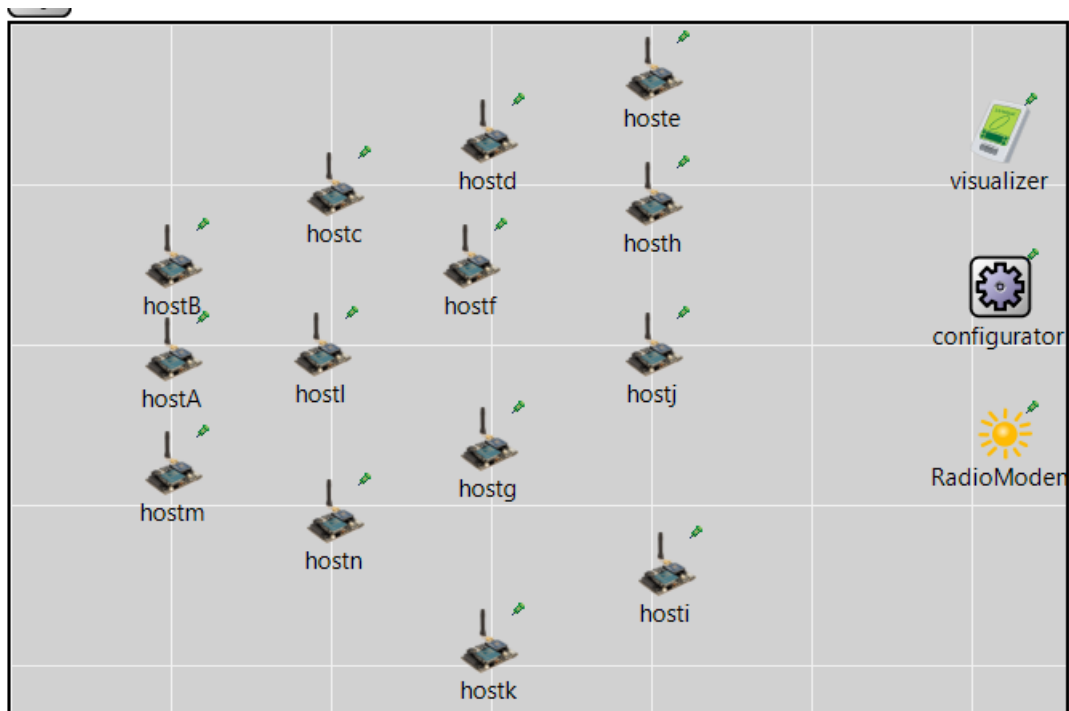 hoste
hostd
visualizer
hostc
hosth
hostB
hostf
configurator
hostA
hostl
hostj
RadioModen
hostg
hostm
hostn
hosti
hostk